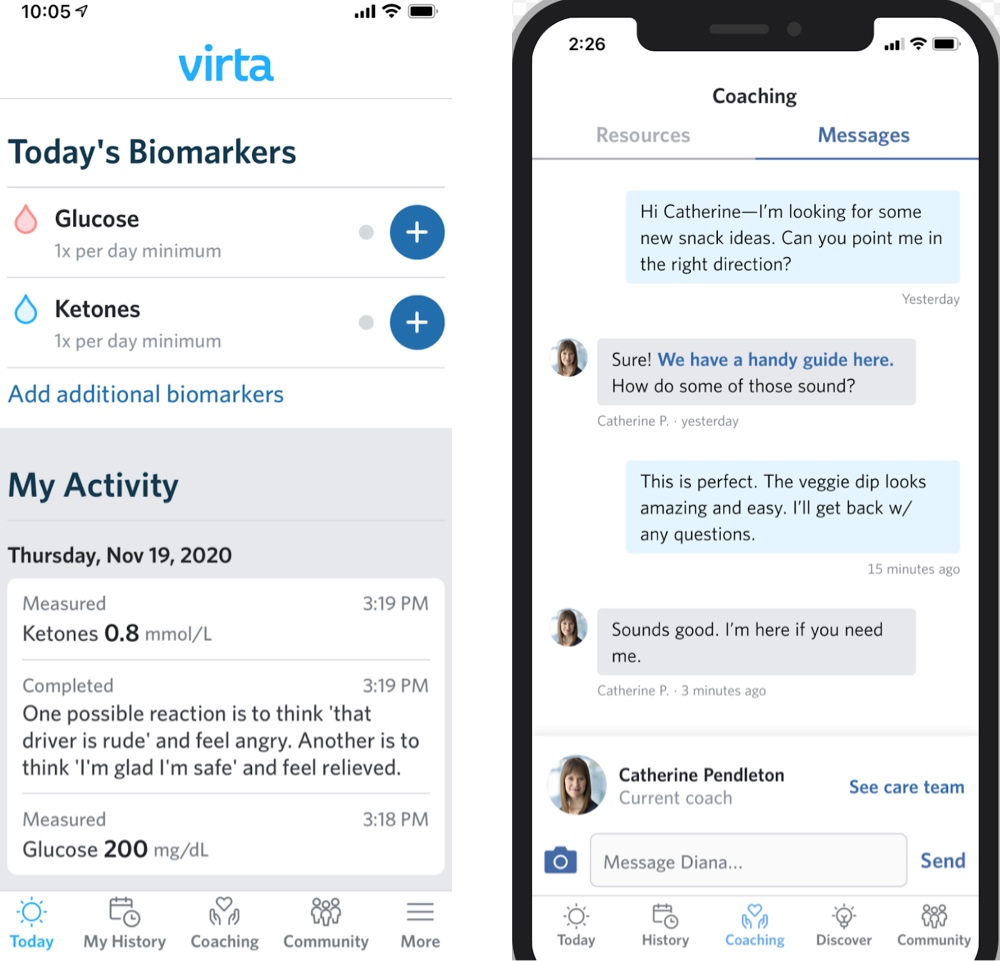 10:05
virta
Today's Biomarkers
Glucose
1x per day minimum
Ketones
1x per day minimum
Add additional biomarkers
My Activity
Thursday, Nov 19, 2020
Measured 3:19 PM
Ketones 0.8 mmol/L
Completed 3:19 PM
One possible reaction is to think 'that
driver is rude' and feel angry. Another is to
think 'I'm glad I'm safe' and feel relieved.
Measured 3:18 PM
Glucose 200 mg/dL
Today My History Coaching Community More
2:26
Coaching
Resources Messages
Hi Catherine—I’m looking for some
new snack ideas. Can you point me in
the right direction?
Yesterday
Sure! We have a handy guide here.
How do some of those sound?
Catherine P. · yesterday
This is perfect. The veggie dip looks
amazing and easy. I’ll get back w/
any questions.
15 minutes ago
Sounds good. I’m here if you need
me.
Catherine P. · 3 minutes ago
Catherine Pendleton
Current coach
See care team
Message Diana...
Send
Today History Coaching Discover Community